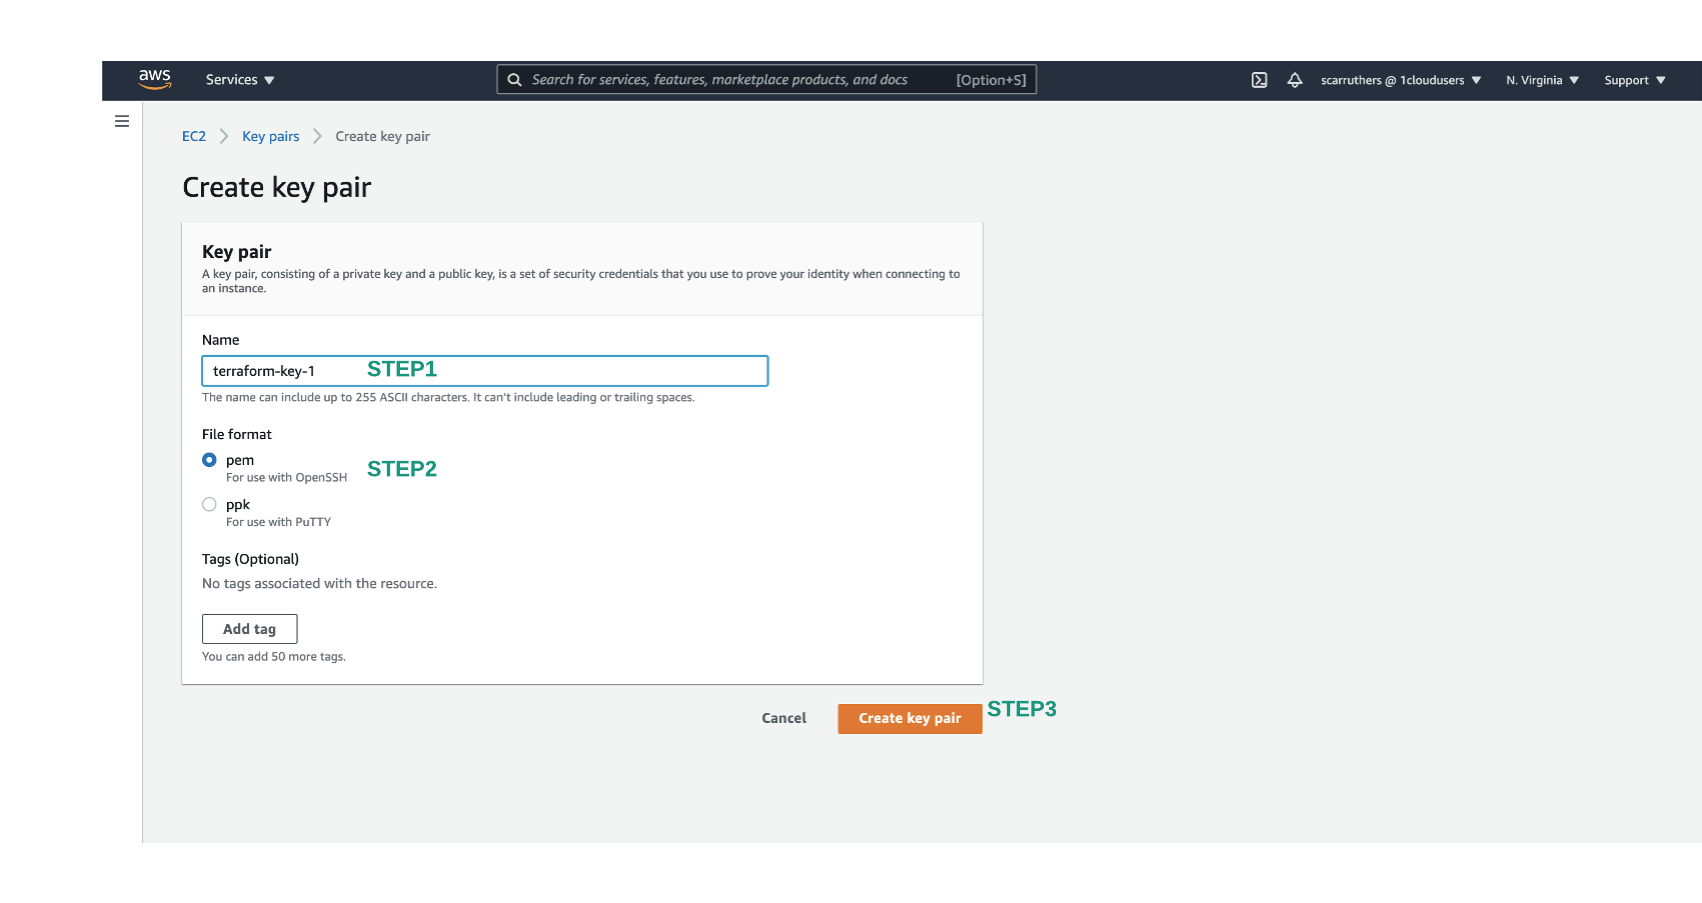 aws
Services
Search for services, features, marketplace products, and docs [Option+S]
scarruthers @ 1cloudusers
N. Virginia
Support
EC2 > Key pairs > Create key pair
Create key pair
Key pair
A key pair, consisting of a private key and a public key, is a set of security credentials that you use to prove your identity when connecting to
an instance.
Name
terraform-key-1 STEP1
The name can include up to 255 ASCII characters. It can't include leading or trailing spaces.
File format
pem
For use with OpenSSH
STEP2
ppk
For use with PuTTY
Tags (Optional)
No tags associated with the resource.
Add tag
You can add 50 more tags.
Cancel
Create key pair
STEP3